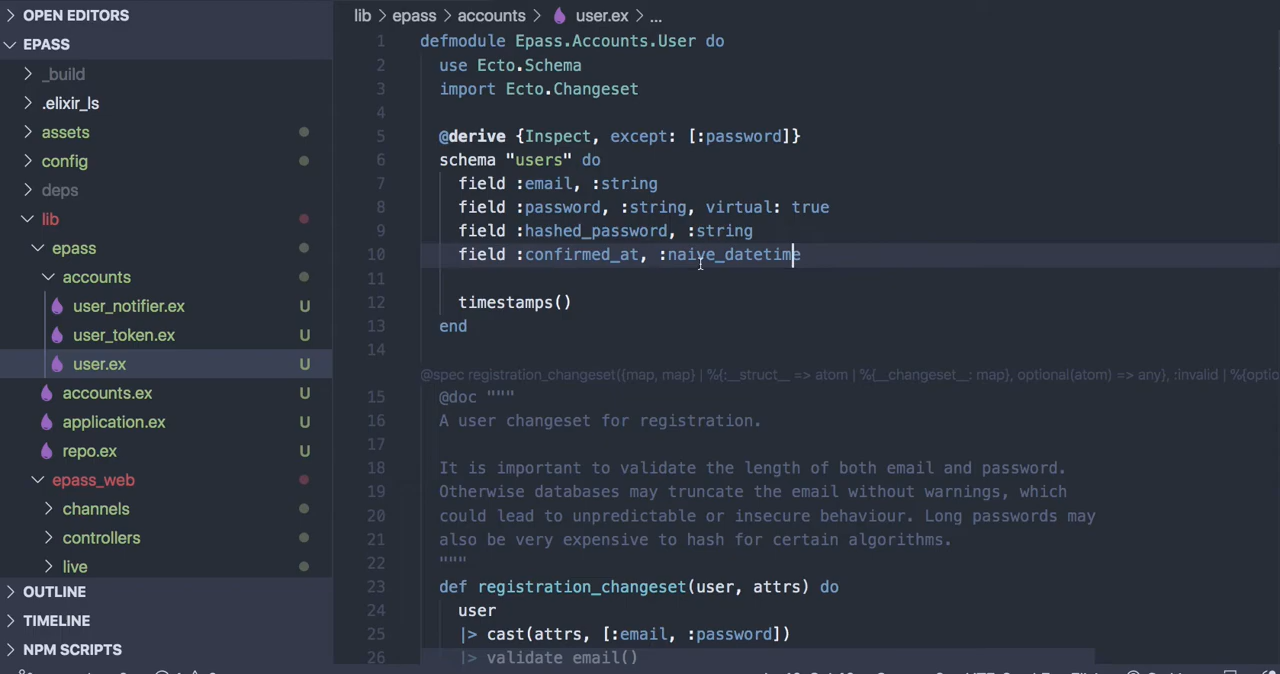 OPEN EDITORS
EPASS
_build
.elixir_ls
assets
config
deps
lib
epass
accounts
user_notifier.ex U
user_token.ex U
user.ex U
accounts.ex U
application.ex U
repo.ex U
epass_web
channels
controllers
live
OUTLINE
TIMELINE
NPM SCRIPTS
lib > epass > accounts > user.ex > ...
1 defmodule Epass.Accounts.User do
2 use Ecto.Schema
3 import Ecto.Changeset
4
5 @derive {Inspect, except: [:password]}
6 schema "users" do
7 field :email, :string
8 field :password, :string, virtual: true
9 field :hashed_password, :string
10 field :confirmed_at, :naive_datetime
11
12 timestamps()
13 end
14
@spec registration_changeset({map, map} | %{:__struct__ => atom | %{__changeset__: map}, optional(atom) => any}, :invalid | %{optio
15 @doc """
16 A user changeset for registration.
17
18 It is important to validate the length of both email and password.
19 Otherwise databases may truncate the email without warnings, which
20 could lead to unpredictable or insecure behaviour. Long passwords may
21 also be very expensive to hash for certain algorithms.
22 """
23 def registration_changeset(user, attrs) do
24 user
25 |> cast(attrs, [:email, :password])
26 |> validate_email()